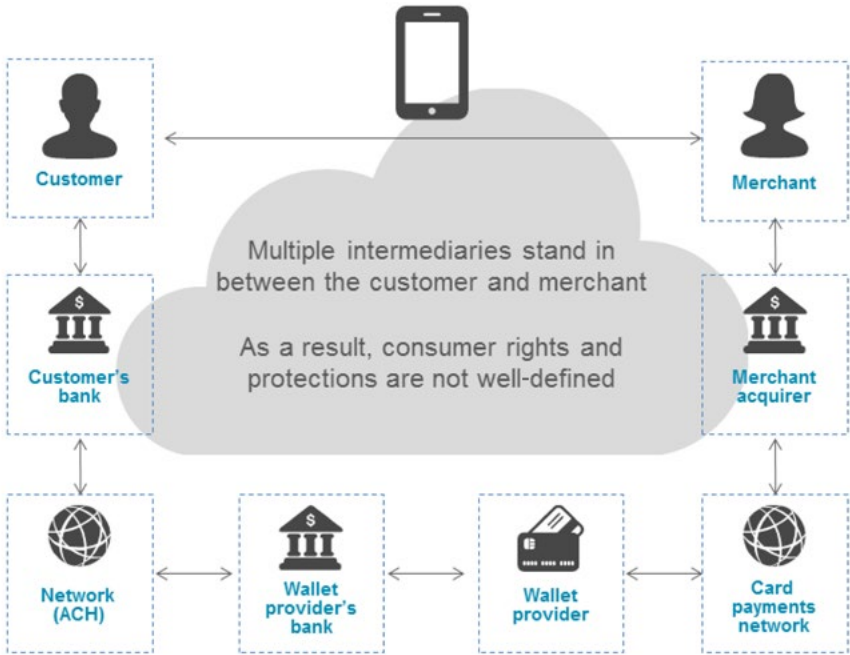 Customer
Merchant
Multiple intermediaries stand in
between the customer and merchant
As a result, consumer rights and
protections are not well-defined
$
Customer's
bank
$
Merchant
acquirer
Network
(ACH)
$
Wallet
provider's
bank
Wallet
provider
Card
payments
network